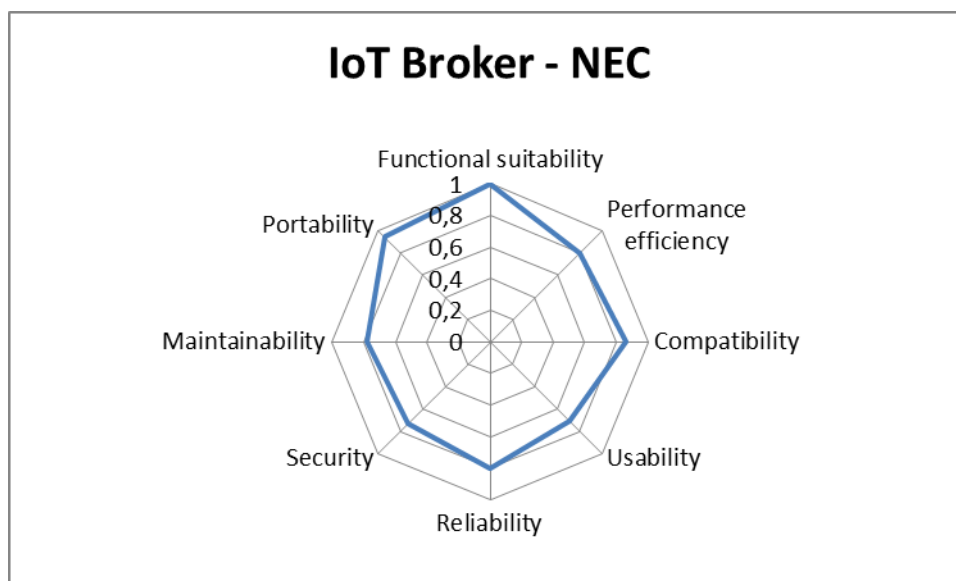 IoT Broker - NEC
Functional suitability
1
0,8
0,6
0,4
0,2
0
Performance
efficiency
Compatibility
Usability
Reliability
Security
Maintainability
Portability